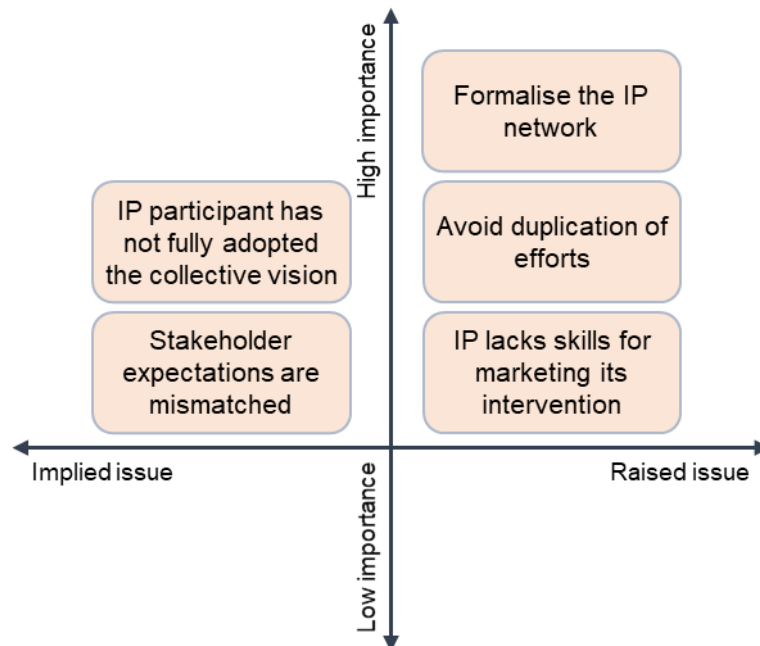 High importance
Formalise the IP
network
IP participant has
not fully adopted
the collective vision
Avoid duplication of
efforts
Stakeholder
expectations are
mismatched
IP lacks skills for
marketing its
intervention
Implied issue
Raised issue
Low importance